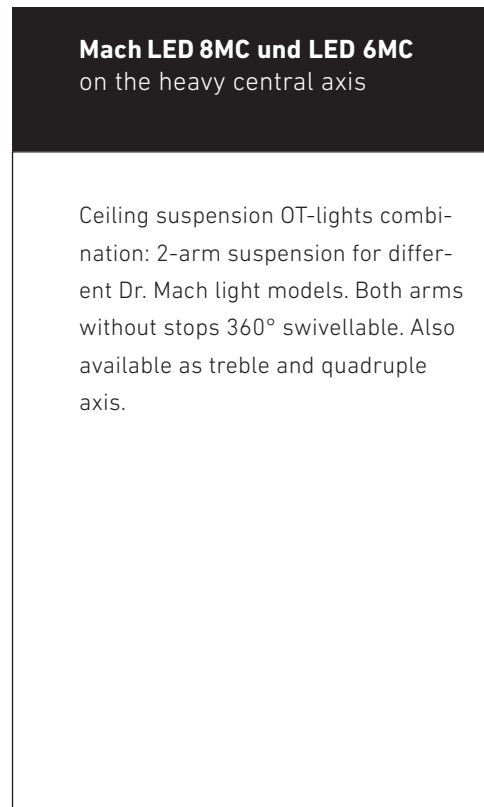 Mach LED 8MC und LED 6MC
on the heavy central axis
Ceiling suspension OT-lights combi-
nation: 2-arm suspension for differ-
ent Dr. Mach light models. Both arms
without stops 360° swivellable. Also
available as treble and quadruple
axis.